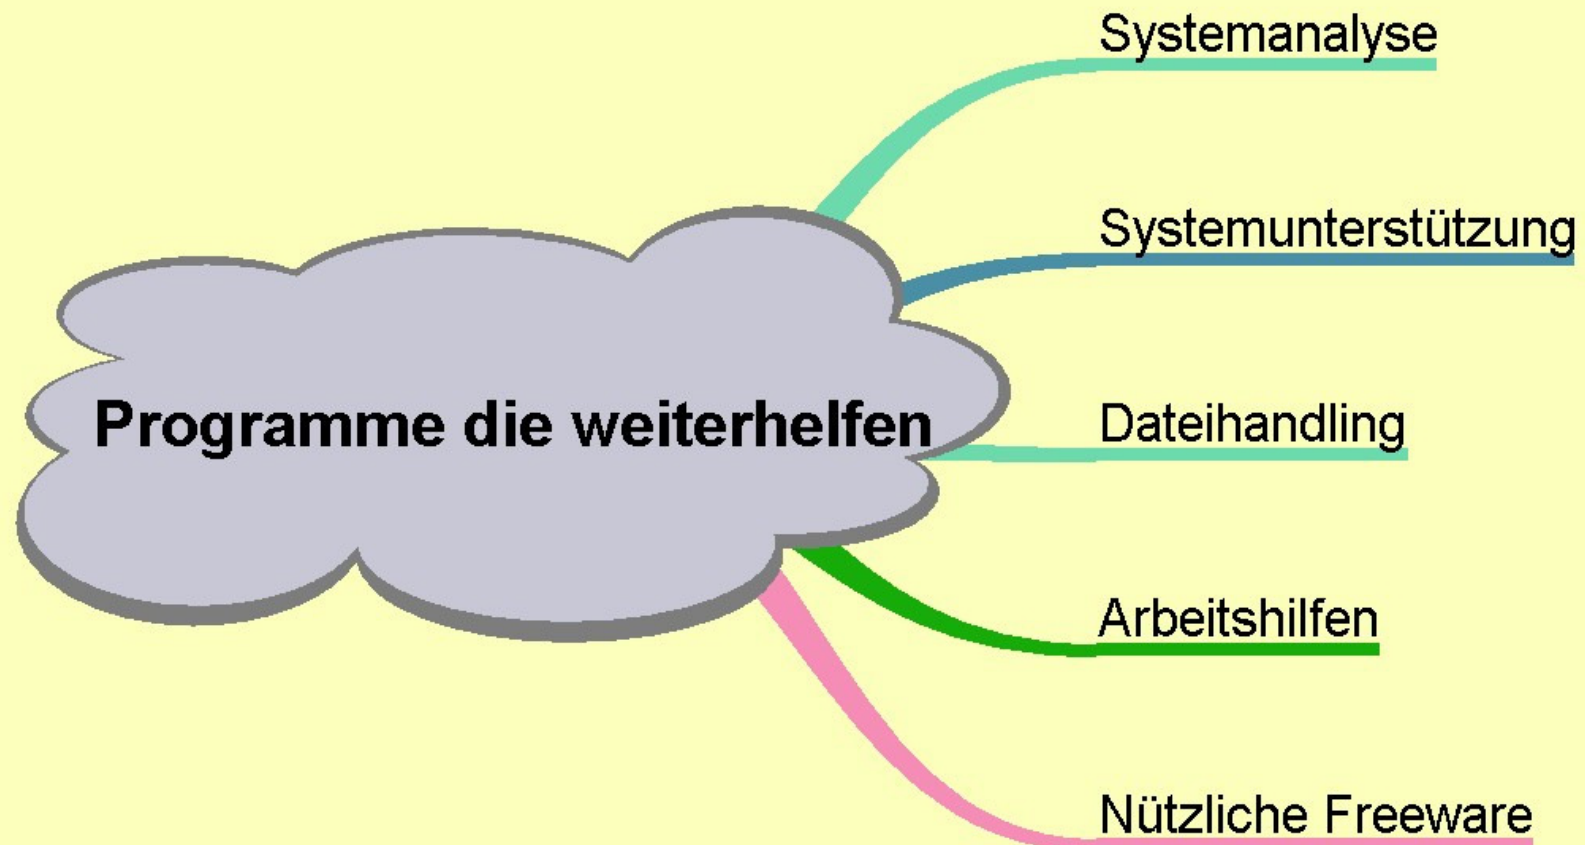 Programme die weiterhelfen
Systemanalyse
Systemunterstützung
Dateihandling
Arbeitshilfen
Nützliche Freeware